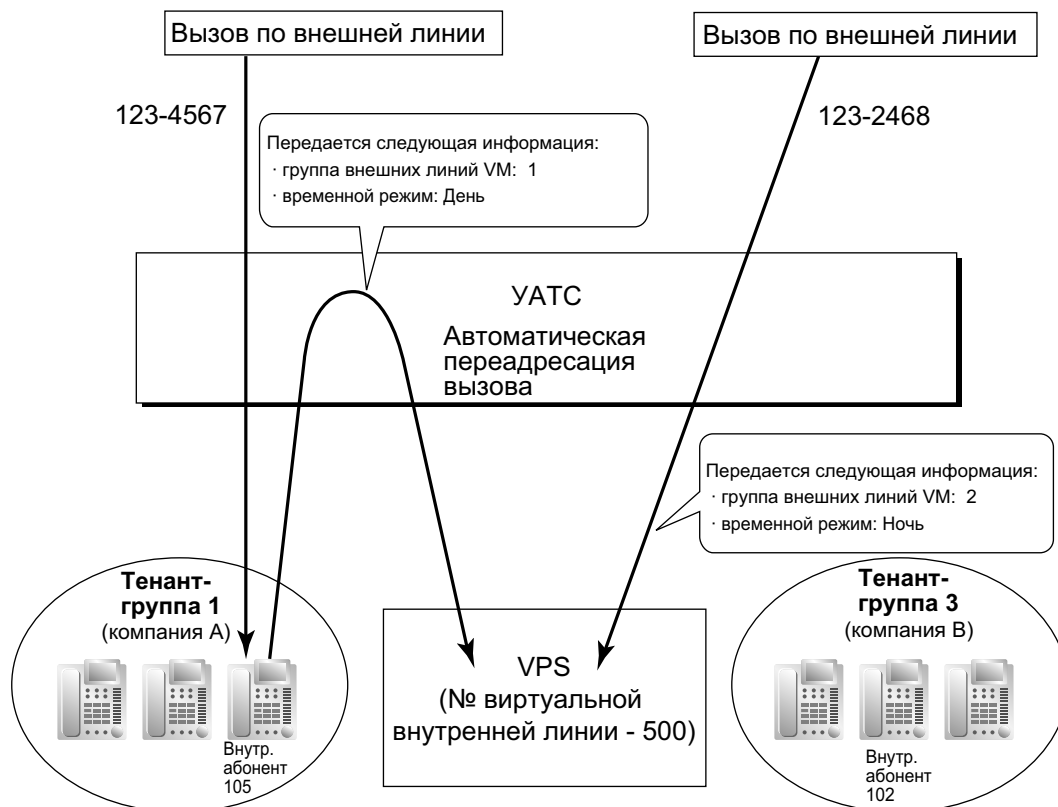 Вызов по внешней линии
Вызов по внешней линии
123-4567
123-2468
Передается следующая информация:
· группа внешних линий VM: 1
· временной режим: День
УАТС
Автоматическая
переадресация
вызова
Передается следующая информация:
· группа внешних линий VM: 2
· временной режим: Ночь
Тенант-
группа 1
(компания А)
Внутр.
абонент
105
VPS
(№ виртуальной
внутренней линии - 500)
Тенант-
группа 3
(компания В)
Внутр.
абонент
102